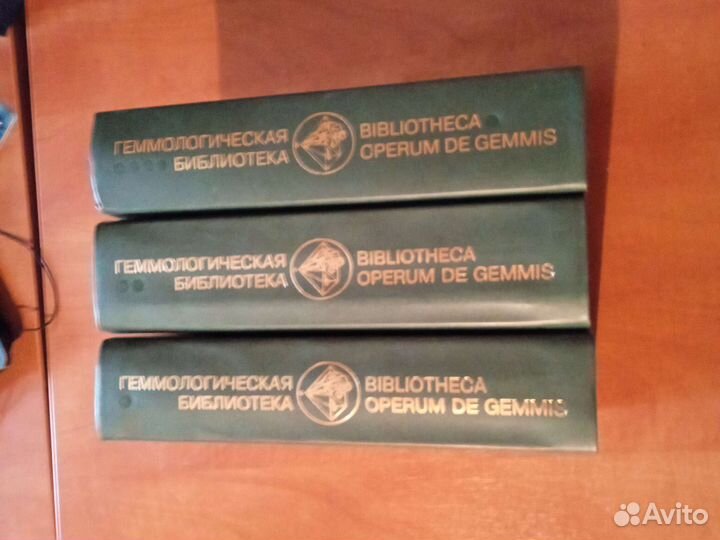 ГЕММОЛОГИЧЕСКАЯ
БИБЛИОТЕКА
BIBLIOTHECA
OPERUM DE GEMMIS
ГЕММОЛОГИЧЕСКАЯ
БИБЛИОТЕКА
BIBLIOTHECA
OPERUM DE GEMMIS
ГЕММОЛОГИЧЕСКАЯ
БИБЛИОТЕКА
BIBLIOTHECA
OPERUM DE GEMMIS
Avito